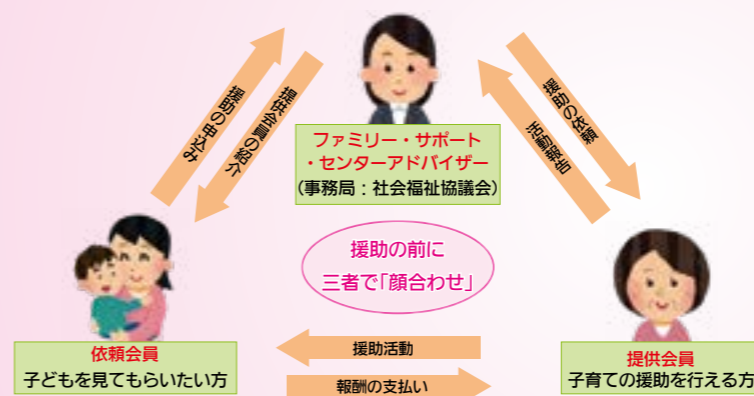 援助の申込み
提供会員の紹介
援助の依頼
活動報告
ファミリー・サポート
・センターアドバイザー
(事務局：社会福祉協議会)
援助の前に
三者で「顔合わせ」
依頼会員
子どもを見てもらいたい方
援助活動
報酬の支払い
提供会員
子育ての援助を行える方